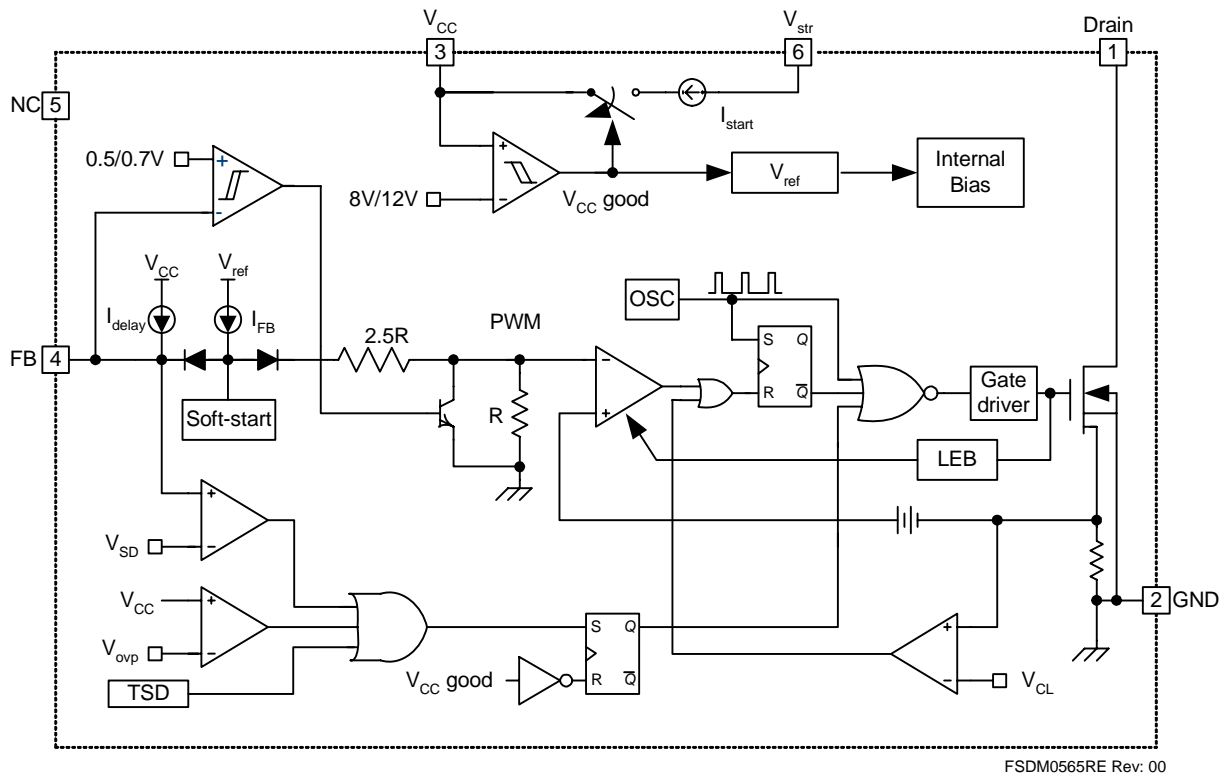 VCC
Vstr
Drain
3
6
1
NC 5
Istart
0.5/0.7V
+
-
+
−
8V/12V
VCC good
Vref
Internal
Bias
VCC
Vref
Idelay
IFB
FB 4
2.5R
PWM
OSC
Soft-start
R
−
+
S Q
R Q̅
Gate
driver
LEB
+
−
VSD
VCC
+
Vovp
−
TSD
S Q
R Q̅
VCC good
+
−
VCL
2 GND
FSDM0565RE Rev: 00